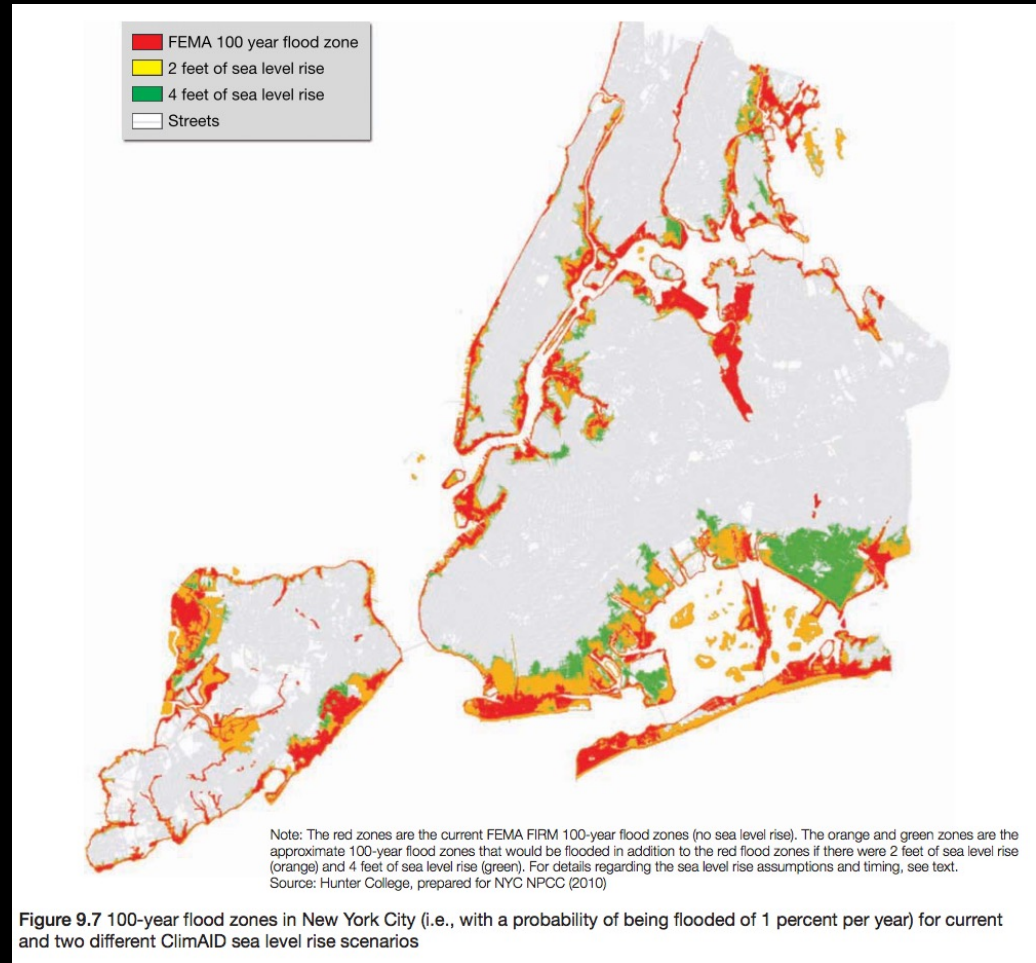 FEMA 100 year flood zone
2 feet of sea level rise
4 feet of sea level rise
Streets
Note: The red zones are the current FEMA FIRM 100-year flood zones (no sea level rise). The orange and green zones are the
approximate 100-year flood zones that would be flooded in addition to the red flood zones if there were 2 feet of sea level rise
(orange) and 4 feet of sea level rise (green). For details regarding the sea level rise assumptions and timing, see text.
Source: Hunter College, prepared for NYC NPCC (2010)
Figure 9.7 100-year flood zones in New York City (i.e., with a probability of being flooded of 1 percent per year) for current
and two different ClimAID sea level rise scenarios